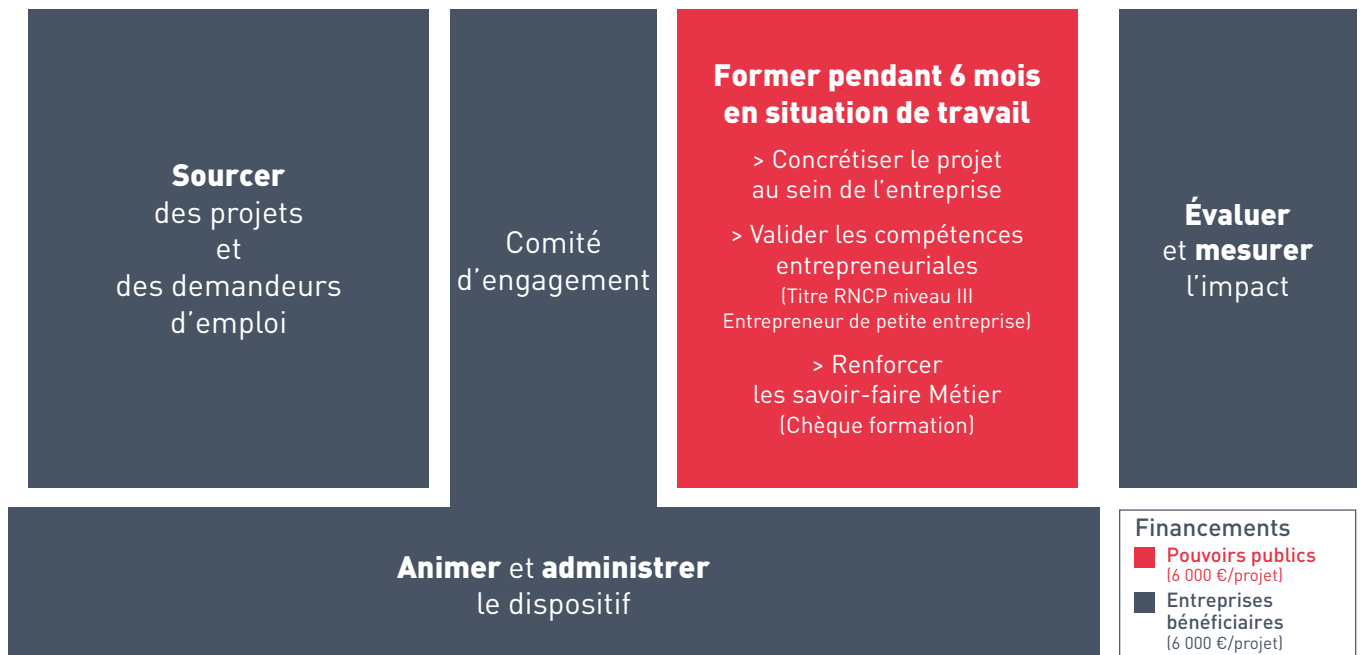 Sourcer
des projets
et
des demandeurs
d’emploi
Comité
d’engagement
Former pendant 6 mois
en situation de travail
> Concrétiser le projet
au sein de l’entreprise
> Valider les compétences
entrepreneuriales
(Titre RNCP niveau III
Entrepreneur de petite entreprise)
> Renforcer
les savoir-faire Métier
(Chèque formation)
Évaluer
et mesurer
l’impact
Animer et administrer
le dispositif
Financements
Pouvoirs publics
(6 000 €/projet)
Entreprises
bénéficiaires
(6 000 €/projet)